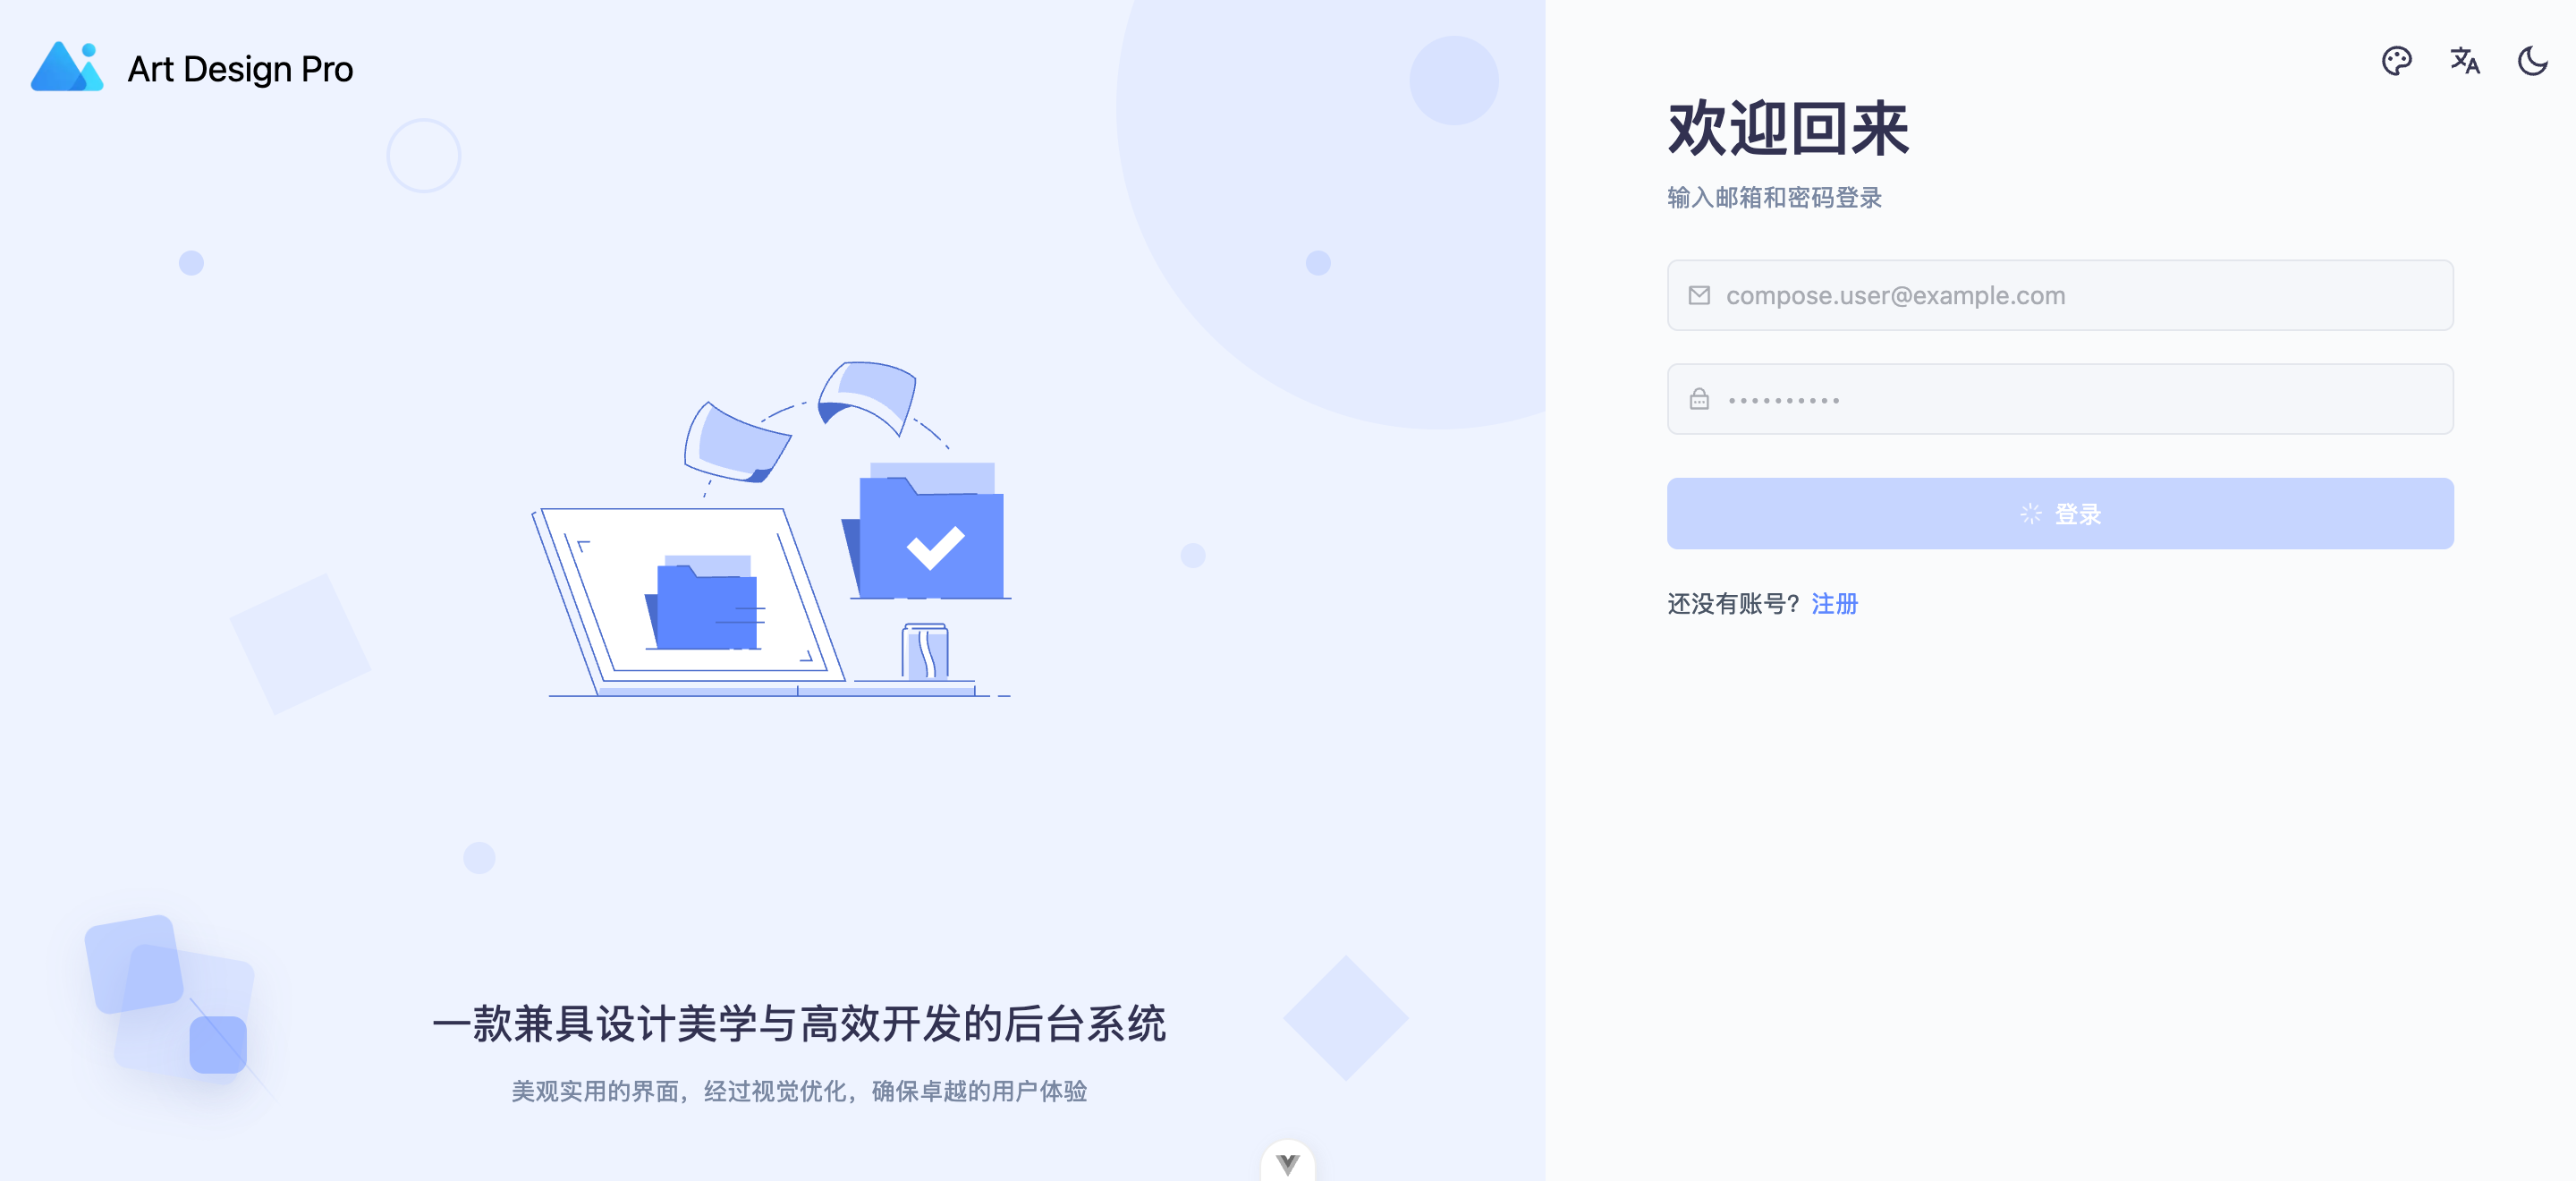 Art Design Pro
一款兼具设计美学与高效开发的后台系统
美观实用的界面，经过视觉优化，确保卓越的用户体验
欢迎回来
输入邮箱和密码登录
compose.user@example.com
••••••••••
登录
还没有账号？ 注册